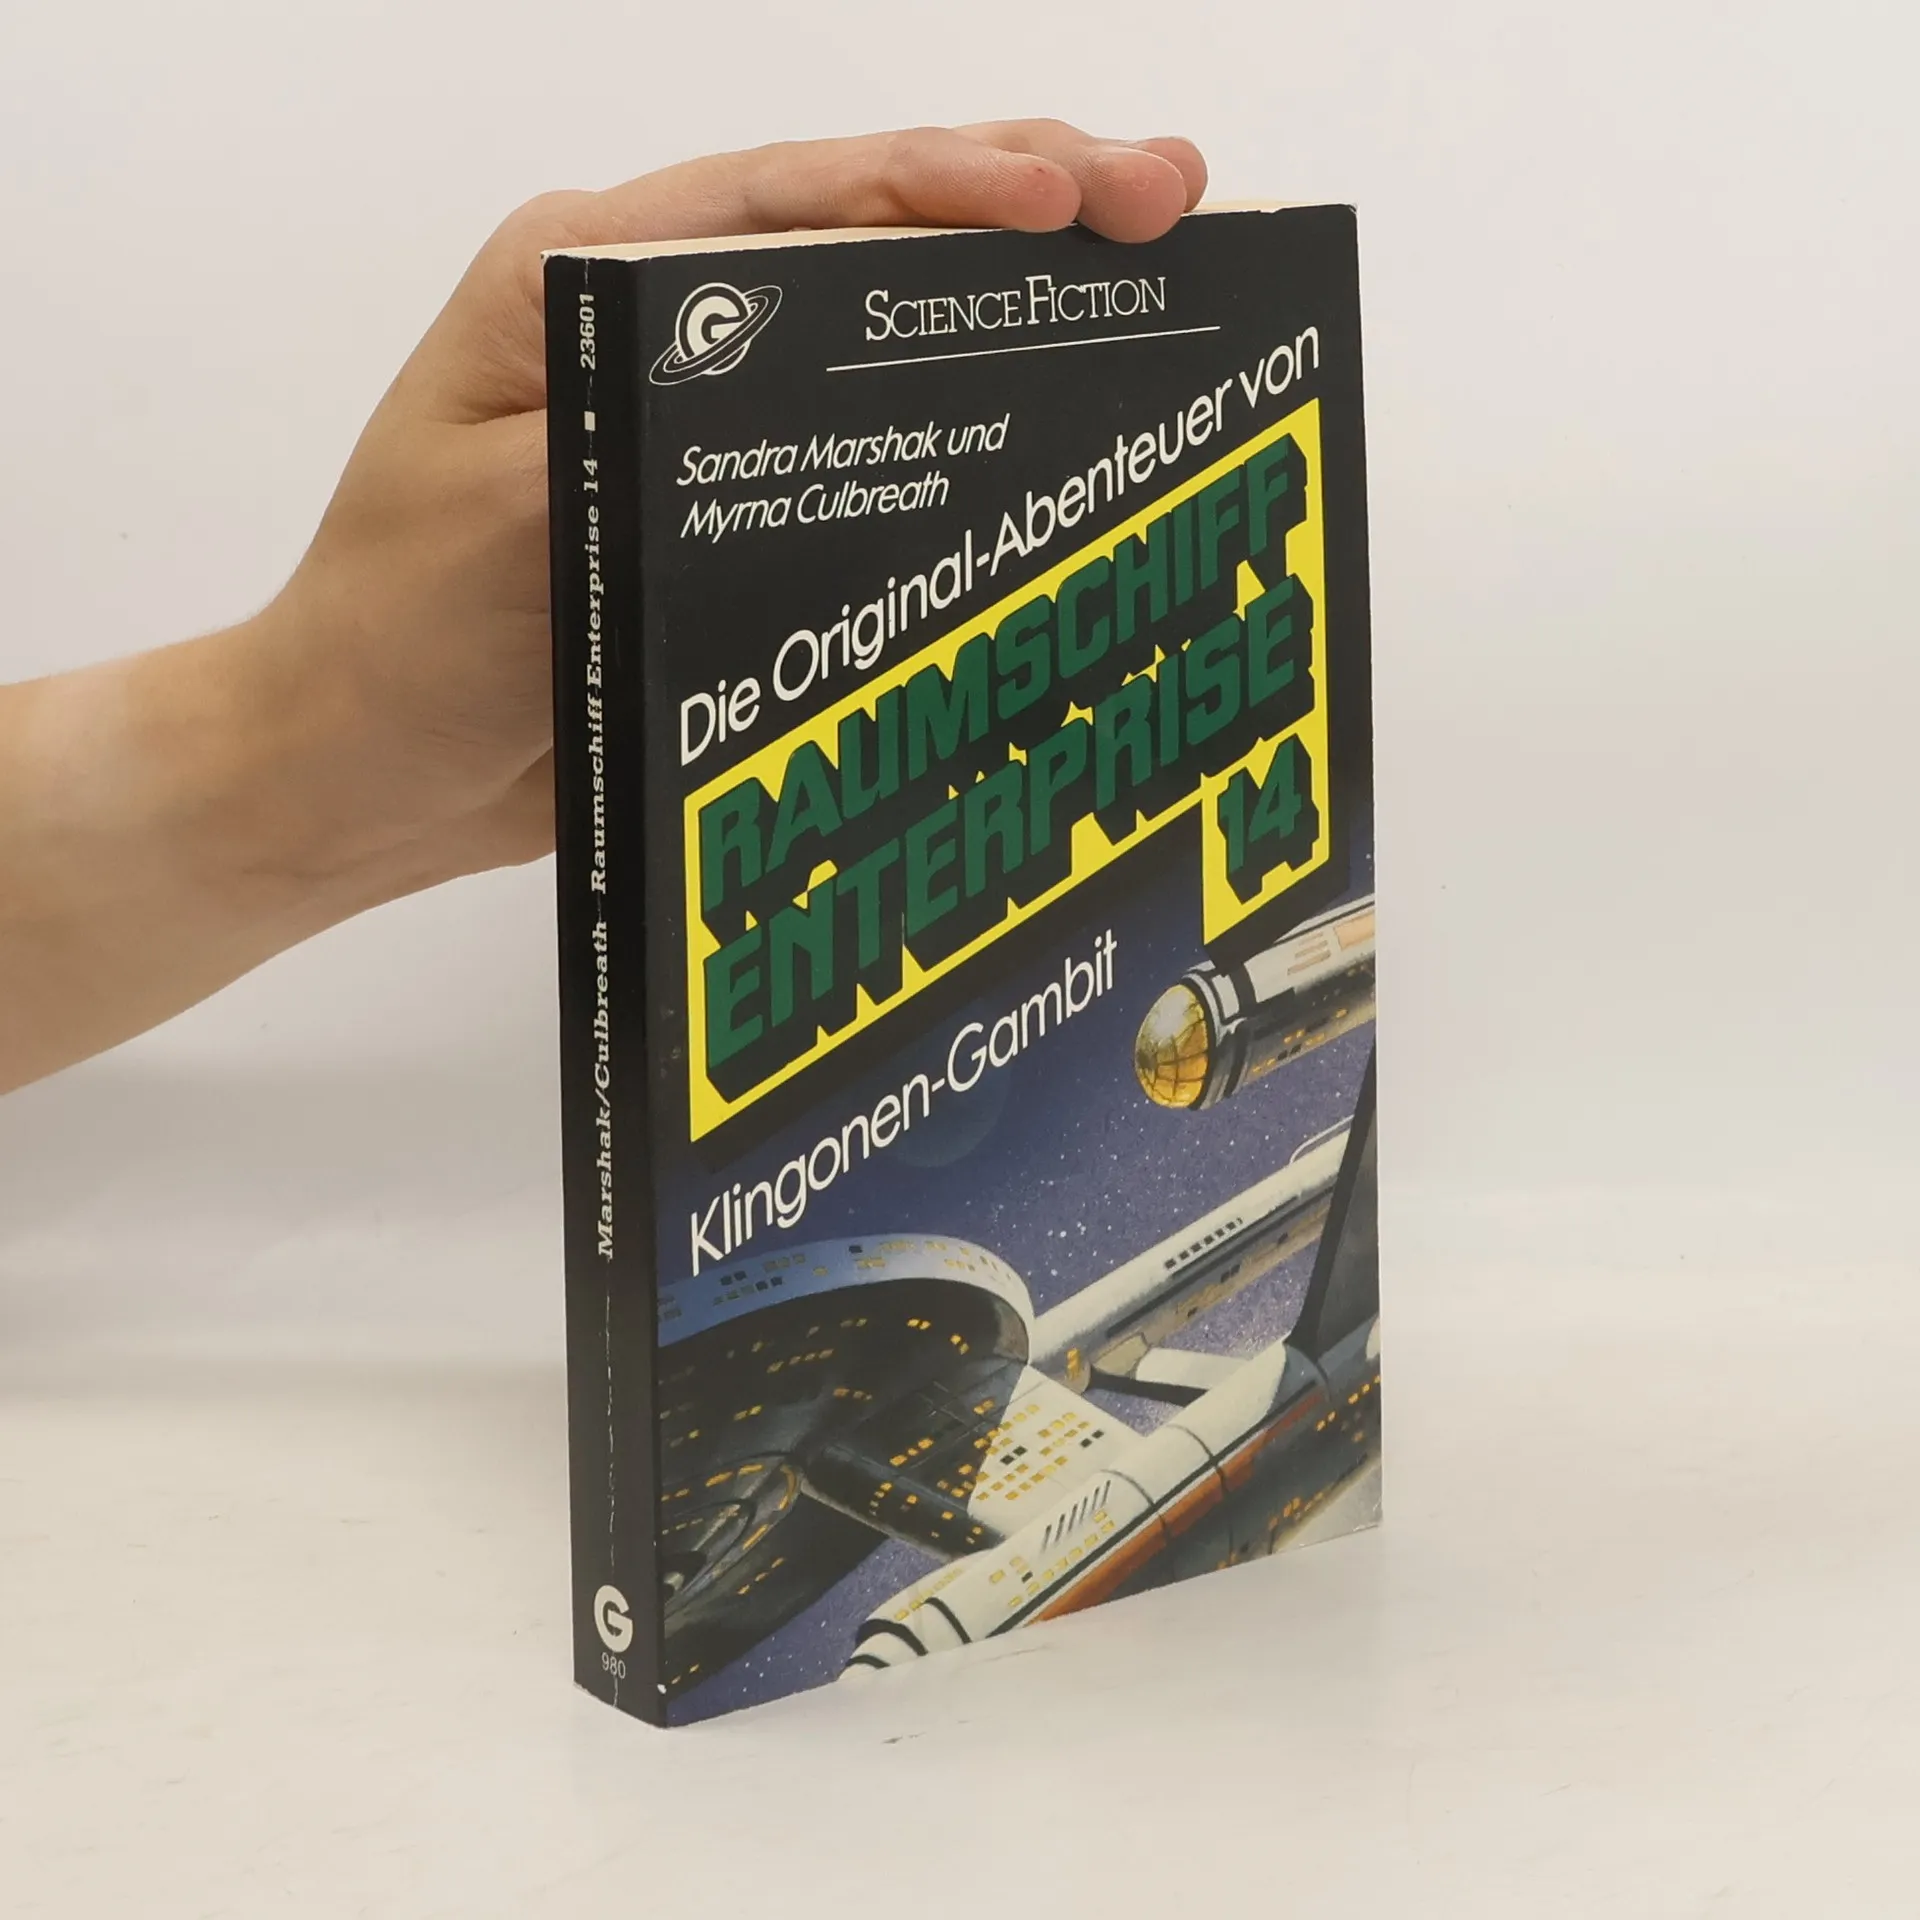 G
SCIENCE FICTION
Sandra Marshak und
Myrna Culbreath
Die Original-Abenteuer von
RAUMSCHIFF
ENTERPRISE
14
Klingonen-Gambit
Marshak/Culbreath Raumschiff Enterprise 14 ■ 23601
G
980